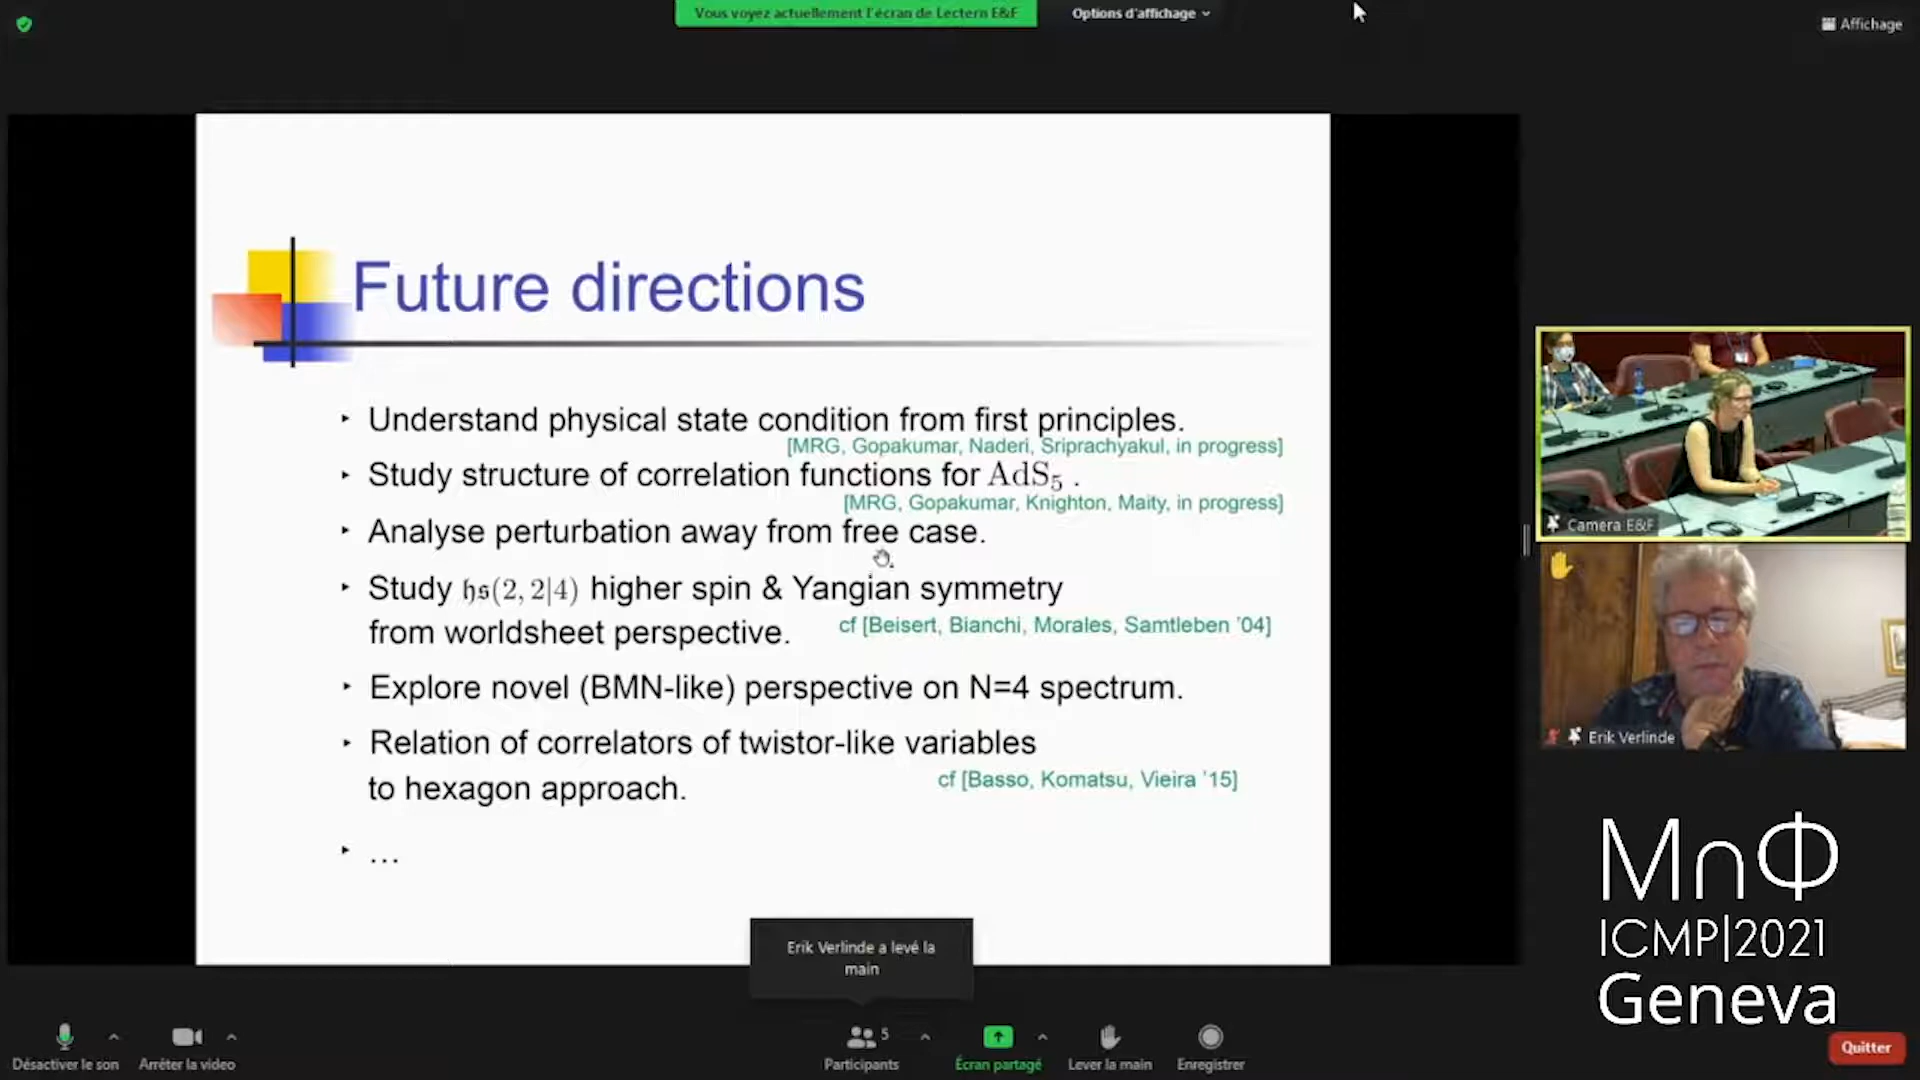 Vous voyez actuellement l'écran de Lectern E&F
Options d'affichage
Affichage
Future directions
Understand physical state condition from first principles.
[MRG, Gopakumar, Naderi, Sriprachyakul, in progress]
Study structure of correlation functions for AdS₅ .
[MRG, Gopakumar, Knighton, Maity, in progress]
Analyse perturbation away from free case.
Study 𝔥𝔰(2, 2|4) higher spin & Yangian symmetry
from worldsheet perspective.
cf [Beisert, Bianchi, Morales, Samtleben '04]
Explore novel (BMN-like) perspective on N=4 spectrum.
Relation of correlators of twistor-like variables
to hexagon approach.
cf [Basso, Komatsu, Vieira '15]
...
Camera E&F
Erik Verlinde
M∩Φ
ICMP|2021
Geneva
Erik Verlinde a levé la
main
Désactiver le son
Arrêter la video
5
Participants
Écran partagé
Lever la main
Enregistrer
Quitter